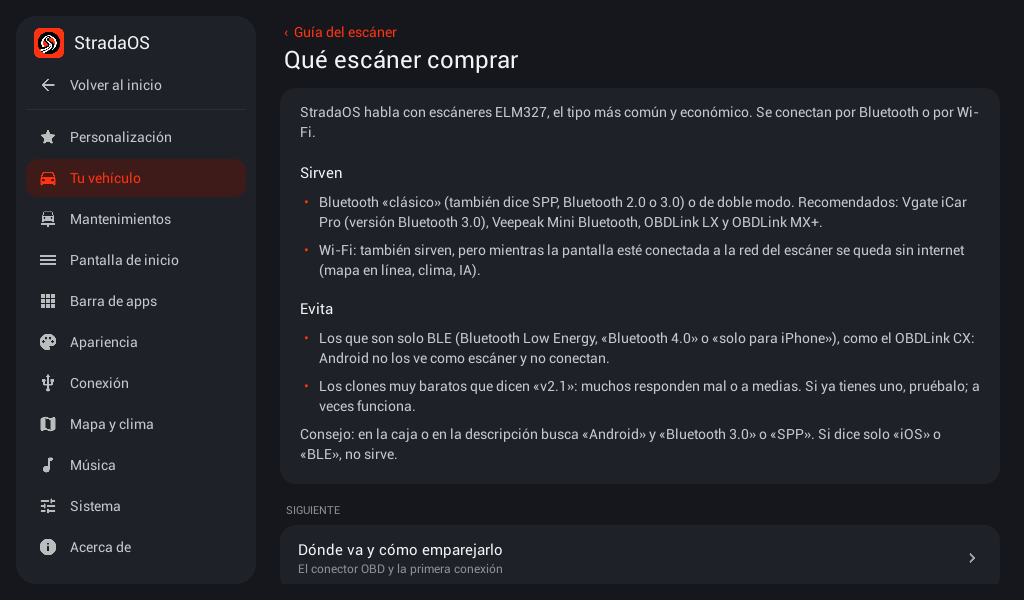 StradaOS
Volver al inicio
Personalización
Tu vehículo
Mantenimientos
Pantalla de inicio
Barra de apps
Apariencia
Conexión
Mapa y clima
Música
Sistema
Acerca de
‹ Guía del escáner
Qué escáner comprar
StradaOS habla con escáneres ELM327, el tipo más común y económico. Se conectan por Bluetooth o por Wi-
Fi.
Sirven
• Bluetooth «clásico» (también dice SPP, Bluetooth 2.0 o 3.0) o de doble modo. Recomendados: Vgate iCar
Pro (versión Bluetooth 3.0), Veepeak Mini Bluetooth, OBDLink LX y OBDLink MX+.
• Wi-Fi: también sirven, pero mientras la pantalla esté conectada a la red del escáner se queda sin internet
(mapa en línea, clima, IA).
Evita
• Los que son solo BLE (Bluetooth Low Energy, «Bluetooth 4.0» o «solo para iPhone»), como el OBDLink CX:
Android no los ve como escáner y no conectan.
• Los clones muy baratos que dicen «v2.1»: muchos responden mal o a medias. Si ya tienes uno, pruébalo; a
veces funciona.
Consejo: en la caja o en la descripción busca «Android» y «Bluetooth 3.0» o «SPP». Si dice solo «iOS» o
«BLE», no sirve.
SIGUIENTE
Dónde va y cómo emparejarlo
El conector OBD y la primera conexión